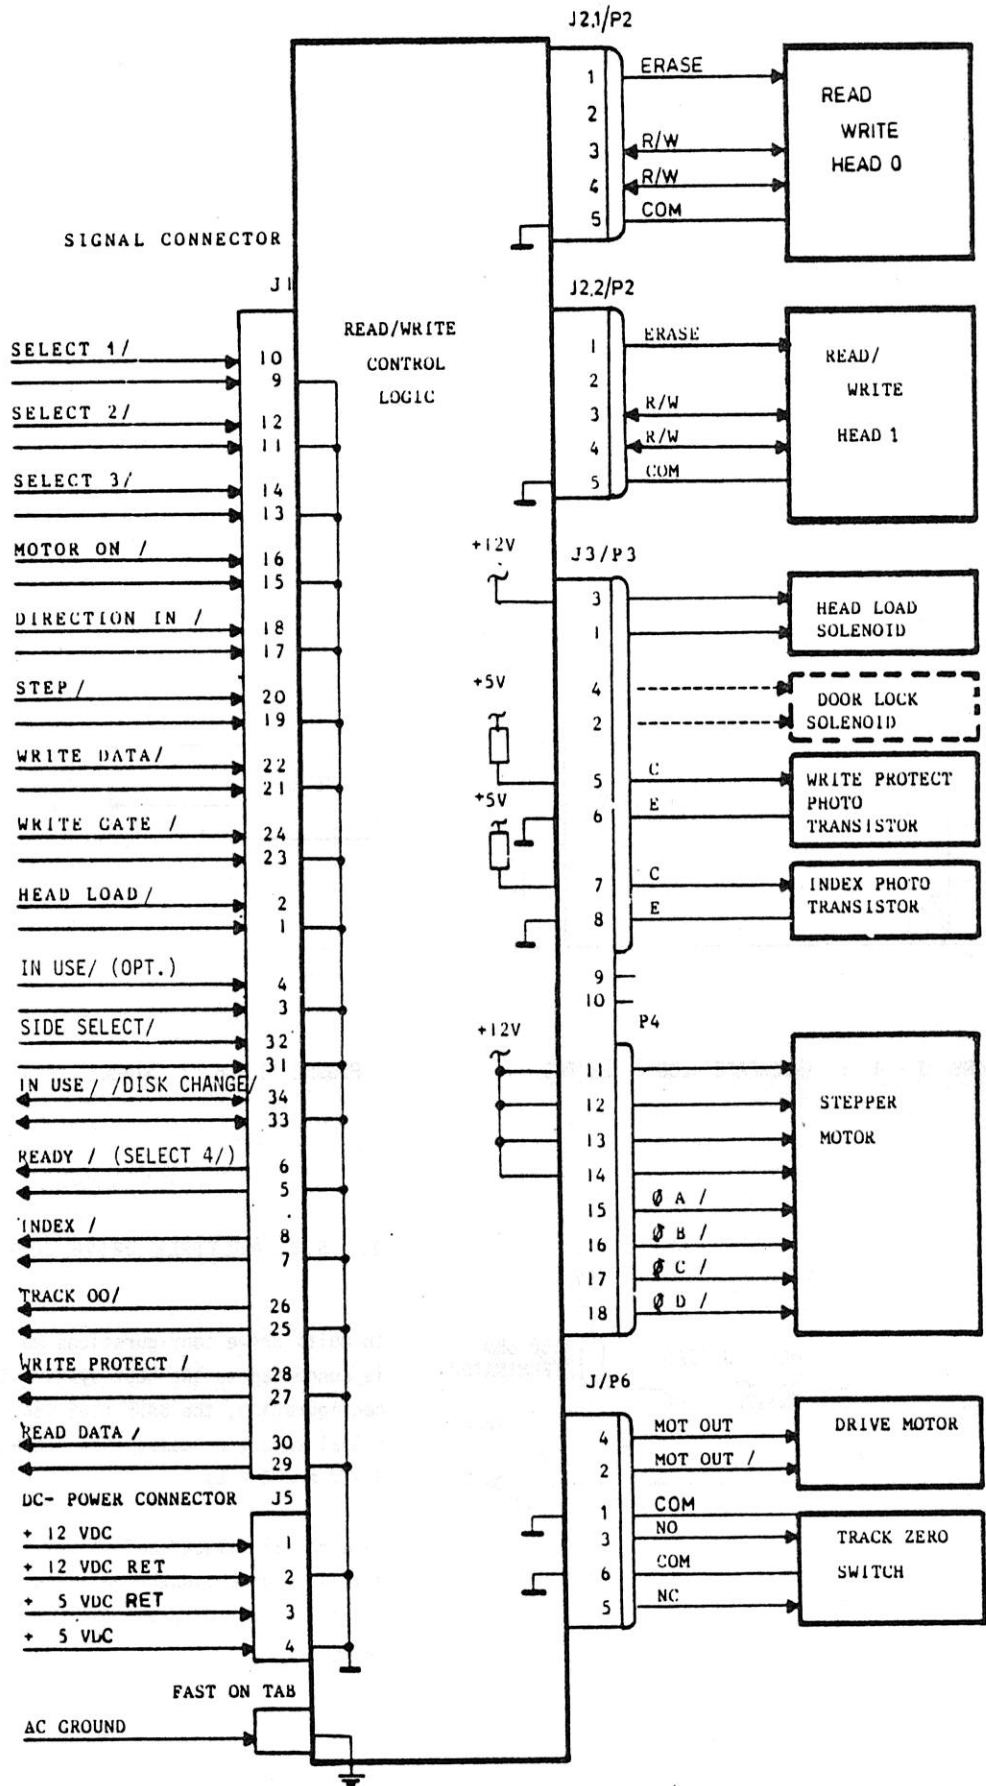 J2,1/P2
1 ERASE
2
3 R/W
4 R/W
5 COM
READ
WRITE
HEAD 0
SIGNAL CONNECTOR
J1
READ/WRITE
CONTROL
LOGIC
J2,2/P2
1 ERASE
2
3 R/W
4 R/W
5 COM
READ/
WRITE
HEAD 1
SELECT 1/ 10
9
SELECT 2/ 12
11
SELECT 3/ 14
13
MOTOR ON / 16
15
DIRECTION IN / 18
17
STEP / 20
19
WRITE DATA/ 22
21
WRITE GATE / 24
23
HEAD LOAD/ 2
1
IN USE/ (OPT.) 4
3
SIDE SELECT/ 32
31
IN USE/ /DISK CHANGE/ 34
33
READY / (SELECT 4/) 6
5
INDEX / 8
7
TRACK 00/ 26
25
WRITE PROTECT / 28
27
READ DATA / 30
29
DC- POWER CONNECTOR J5
+ 12 VDC 1
+ 12 VDC RET 2
+ 5 VDC RET 3
+ 5 VDC 4
FAST ON TAB
AC GROUND
J3/P3
+12V
3
1
HEAD LOAD
SOLENOID
+5V
4
2
DOOR LOCK
SOLENOID
5 C
+5V
6 E
WRITE PROTECT
PHOTO
TRANSISTOR
7 C
8 E
INDEX PHOTO
TRANSISTOR
9
10
P4
+12V
11
12
13
14
15 Ø A /
16 Ø B /
17 Ø C /
18 Ø D /
STEPPER
MOTOR
J/P6
4 MOT OUT
2 MOT OUT /
DRIVE MOTOR
1 COM
3 NO
6 COM
5 NC
TRACK ZERO
SWITCH